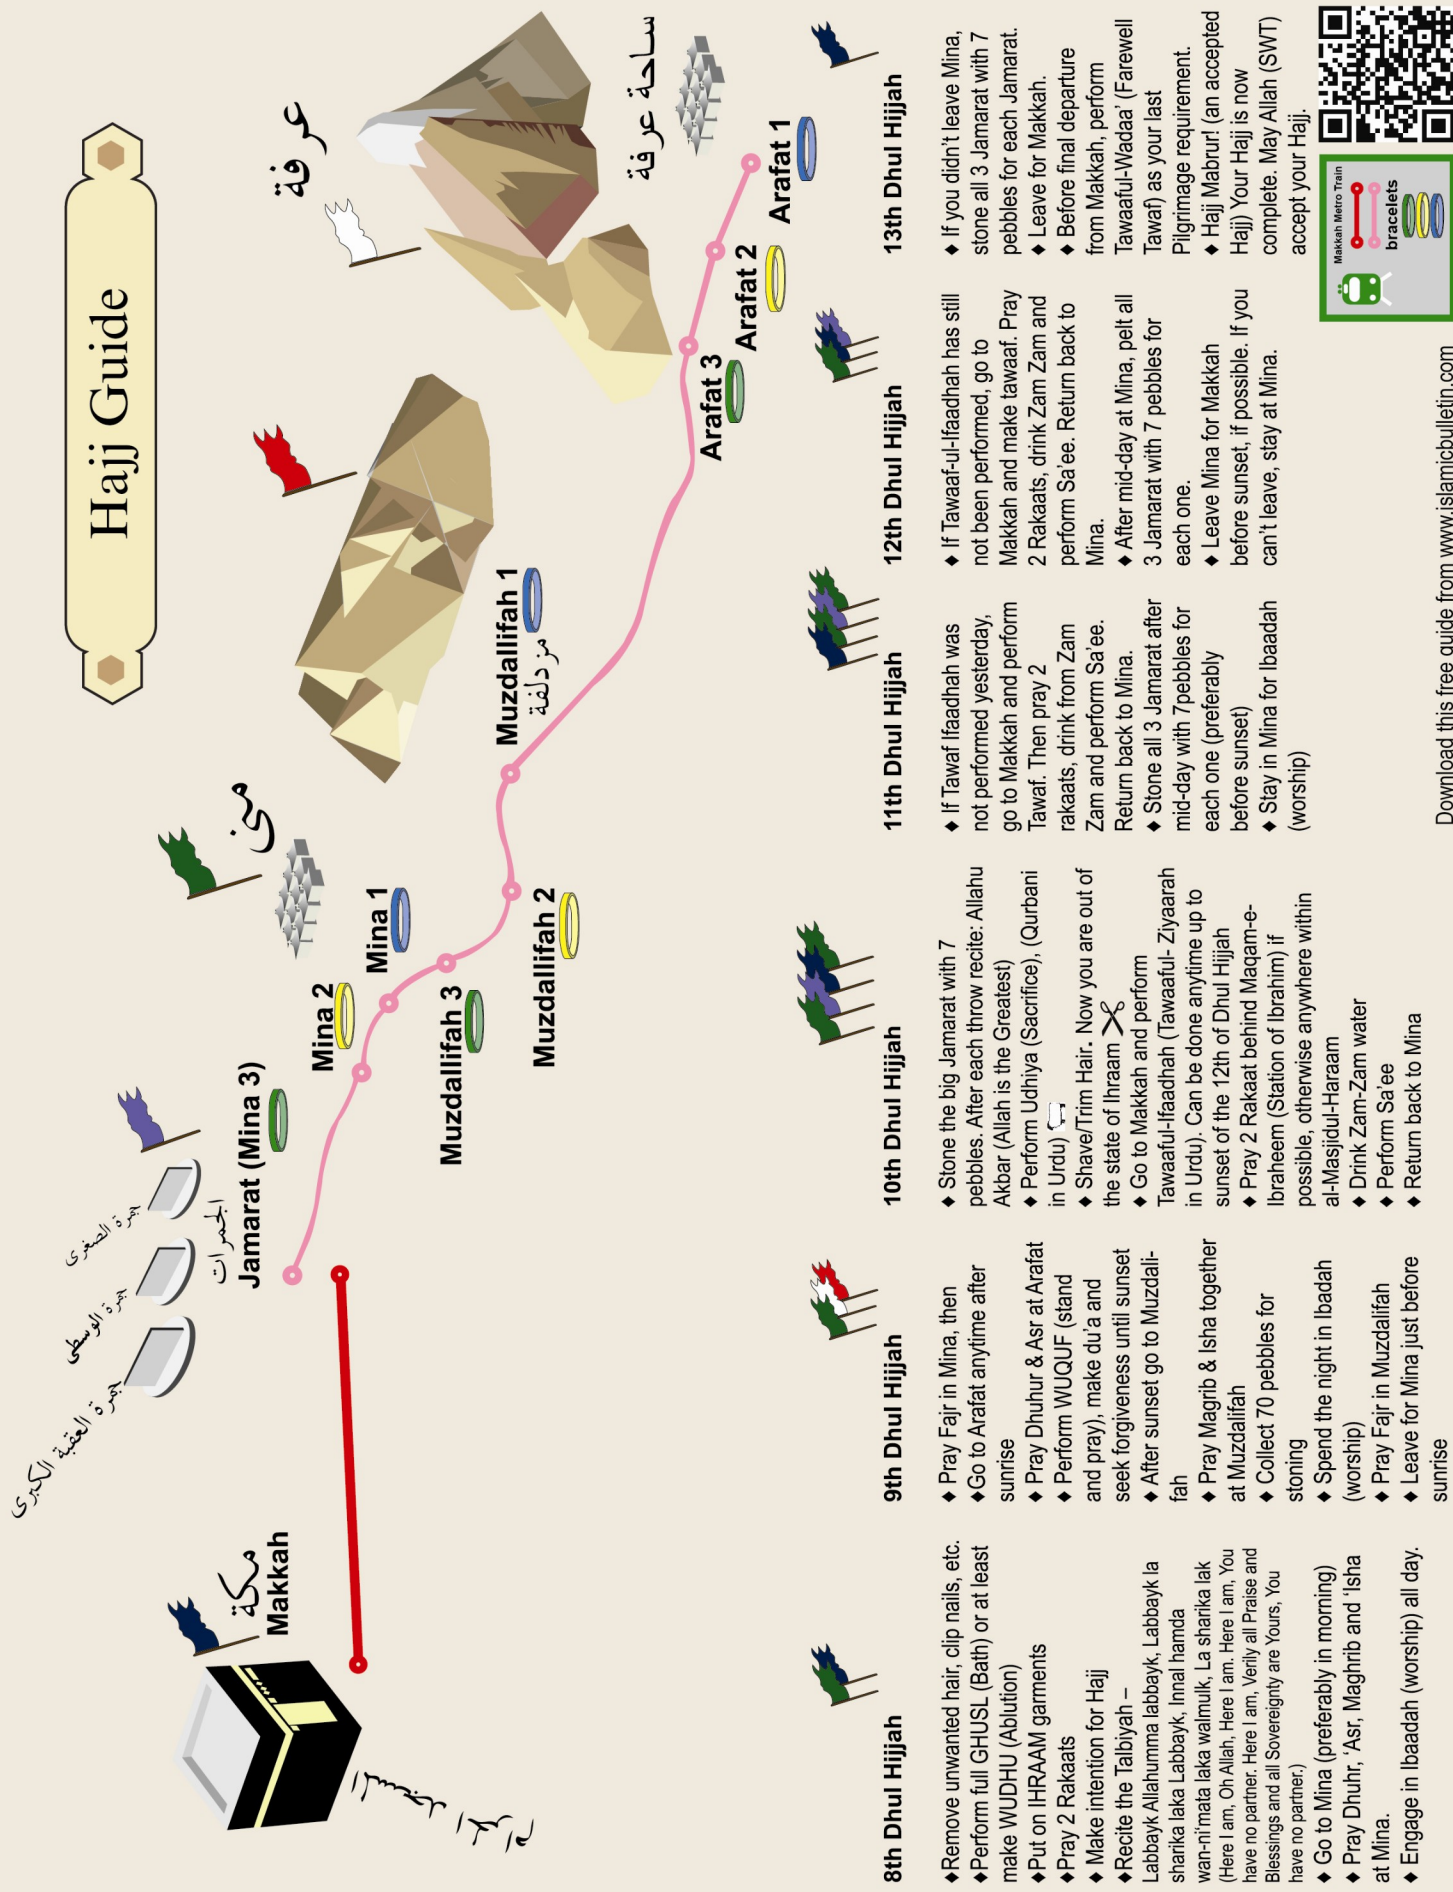 Hajj Guide
عرفة
ساحة عرفة
Arafat 1
Arafat 2
Arafat 3
Muzdallifah 1
مزدلفة
Muzdallifah 2
Muzdallifah 3
منى
Mina 1
Mina 2
جمرة الصغرى
جمرة الوسطى
جمرة العقبة الكبرى
الجمرات
Jamarat (Mina 3)
مكة
Makkah
المسجد الحرام
8th Dhul Hijjah
♦Remove unwanted hair, clip nails, etc.
♦Perform full GHUSL (Bath) or at least
make WUDHU (Ablution)
♦Put on IHRAAM garments
♦Pray 2 Rakaats
♦ Make intention for Hajj
♦Recite the Talbiyah –
Labbayk Allahumma labbayk, Labbayk la
sharika laka Labbayk, Innal hamda
wan-ni'mata laka walmulk, La sharika lak
(Here I am, Oh Allah, Here I am. Here I am, You
have no partner. Here I am, Verily all Praise and
Blessings and all Sovereignty are Yours, You
have no partner.)
♦ Go to Mina (preferably in morning)
♦ Pray Dhuhr, 'Asr, Maghrib and 'Isha
at Mina.
♦ Engage in Ibaadah (worship) all day.
9th Dhul Hijjah
♦ Pray Fajr in Mina, then
♦Go to Arafat anytime after
sunrise
♦ Pray Dhuhur & Asr at Arafat
♦ Perform WUQUF (stand
and pray), make du'a and
seek forgiveness until sunset
♦ After sunset go to Muzdali-
fah
♦ Pray Magrib & Isha together
at Muzdalifah
♦ Collect 70 pebbles for
stoning
♦ Spend the night in Ibadah
(worship)
♦ Pray Fajr in Muzdalifah
♦ Leave for Mina just before
sunrise
10th Dhul Hijjah
♦ Stone the big Jamarat with 7
pebbles. After each throw recite: Allahu
Akbar (Allah is the Greatest)
♦ Perform Udhiya (Sacrifice), (Qurbani
in Urdu)
♦ Shave/Trim Hair. Now you are out of
the state of Ihraam
♦ Go to Makkah and perform
Tawaaful-Ifaadhah (Tawaaful- Ziyaarah
in Urdu). Can be done anytime up to
sunset of the 12th of Dhul Hijjah
♦ Pray 2 Rakaat behind Maqam-e-
Ibraheem (Station of Ibrahim) if
possible, otherwise anywhere within
al-Masjidul-Haraam
♦ Drink Zam-Zam water
♦ Perform Sa'ee
♦ Return back to Mina
11th Dhul Hijjah
♦ If Tawaf Ifaadhah was
not performed yesterday,
go to Makkah and perform
Tawaf. Then pray 2
rakaats, drink from Zam
Zam and perform Sa'ee.
Return back to Mina.
♦ Stone all 3 Jamarat after
mid-day with 7pebbles for
each one (preferably
before sunset)
♦ Stay in Mina for Ibaadah
(worship)
12th Dhul Hijjah
♦ If Tawaaf-ul-Ifaadhah has still
not been performed, go to
Makkah and make tawaaf. Pray
2 Rakaats, drink Zam Zam and
perform Sa'ee. Return back to
Mina.
♦ After mid-day at Mina, pelt all
3 Jamarat with 7 pebbles for
each one.
♦ Leave Mina for Makkah
before sunset, if possible. If you
can't leave, stay at Mina.
13th Dhul Hijjah
♦ If you didn't leave Mina,
stone all 3 Jamarat with 7
pebbles for each Jamarat.
♦ Leave for Makkah.
♦ Before final departure
from Makkah, perform
Tawaaful-Wadaa' (Farewell
Tawaf) as your last
Pilgrimage requirement.
♦ Hajj Mabrur! (an accepted
Hajj) Your Hajj is now
complete. May Allah (SWT)
accept your Hajj.
Makkah Metro Train
bracelets
Download this free guide from www.islamicbulletin.com